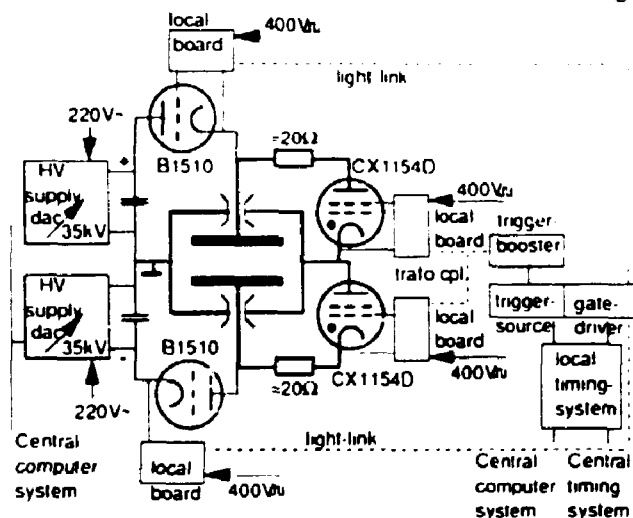 local
board
400V
light link
220V~
B1510
≈20Ω
CX1154D
HV
supply
dac
35kV
+
400V
local
board
trigger-
booster
trafo cpl.
HV
supply
dac
35kV
-
trigger-
source
gate-
driver
local
board
B1510
≈20Ω
CX1154D
400V
local
timing-
system
220V~
light-link
Central
computer
system
local
board
400V
Central
computer
system
Central
timing
system